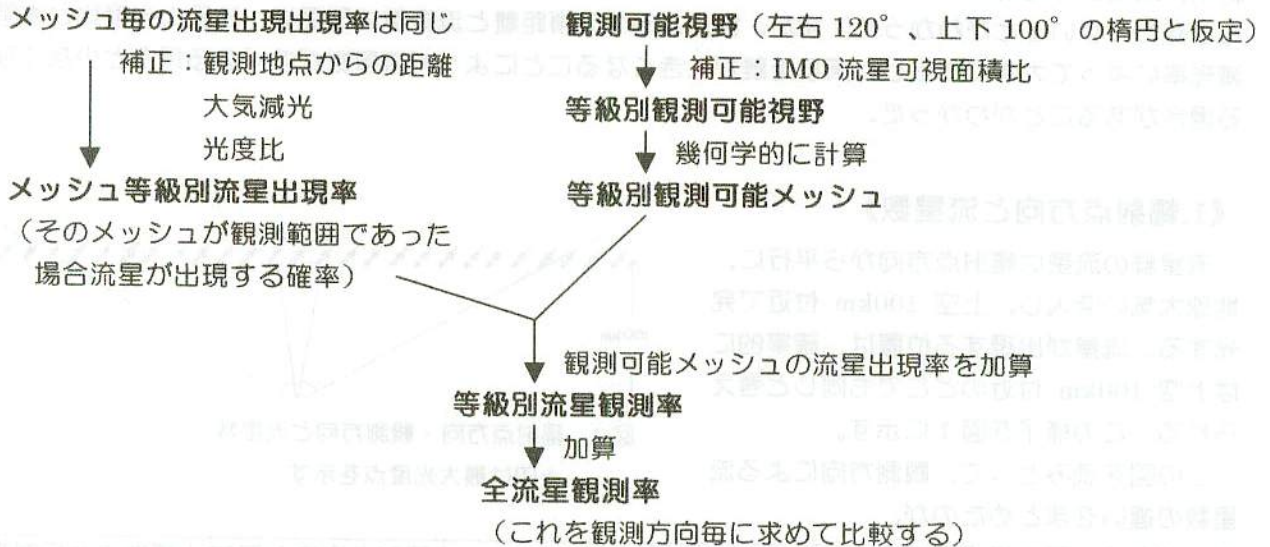 メッシュ毎の流星出現出現率は同じ
補正：観測地点からの距離
大気減光
光度比
メッシュ等級別流星出現率
（そのメッシュが観測範囲であった
場合流星が出現する確率）
観測可能視野（左右 120° 、上下 100° の楕円と仮定）
補正：IMO 流星可視面積比
等級別観測可能視野
幾何学的に計算
等級別観測可能メッシュ
観測可能メッシュの流星出現率を加算
等級別流星観測率
加算
全流星観測率
（これを観測方向毎に求めて比較する）